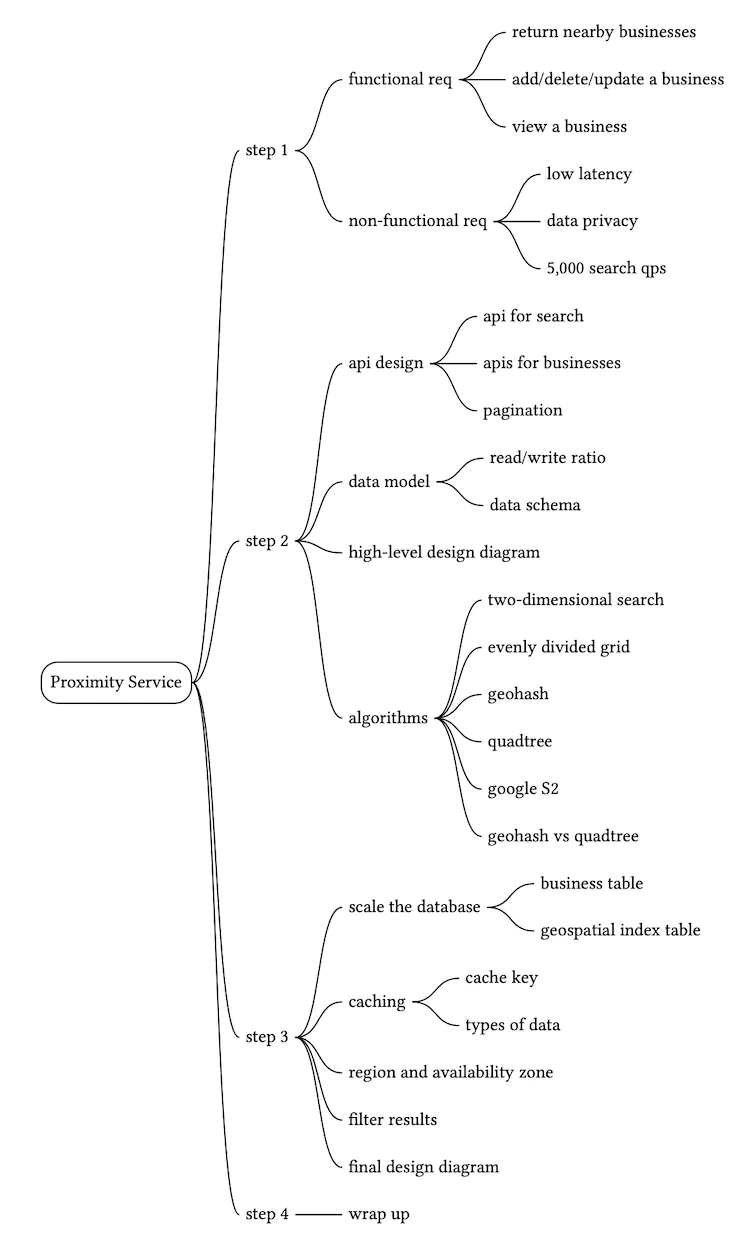 Proximity Service
step 1
functional req
return nearby businesses
add/delete/update a business
view a business
non-functional req
low latency
data privacy
5,000 search qps
step 2
api design
api for search
apis for businesses
pagination
data model
read/write ratio
data schema
high-level design diagram
algorithms
two-dimensional search
evenly divided grid
geohash
quadtree
google S2
geohash vs quadtree
step 3
scale the database
business table
geospatial index table
caching
cache key
types of data
region and availability zone
filter results
final design diagram
step 4
wrap up